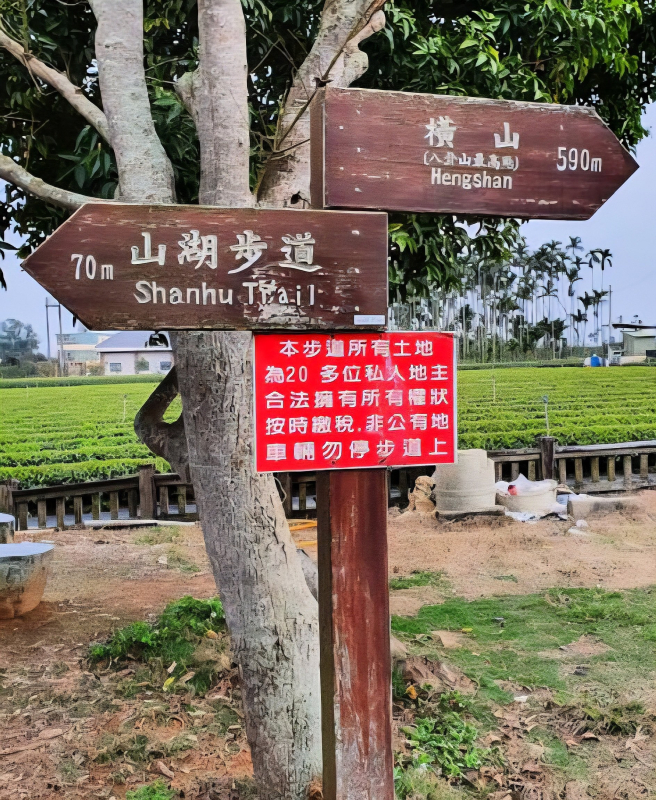 橫 山
(八卦山最高點)
Hengshan
590m
山湖步道
70m
Shanhu Trail
本步道所有土地
為20 多位私人地主
合法擁有所有權狀
按時繳稅.非公有地
車輛勿停步道上